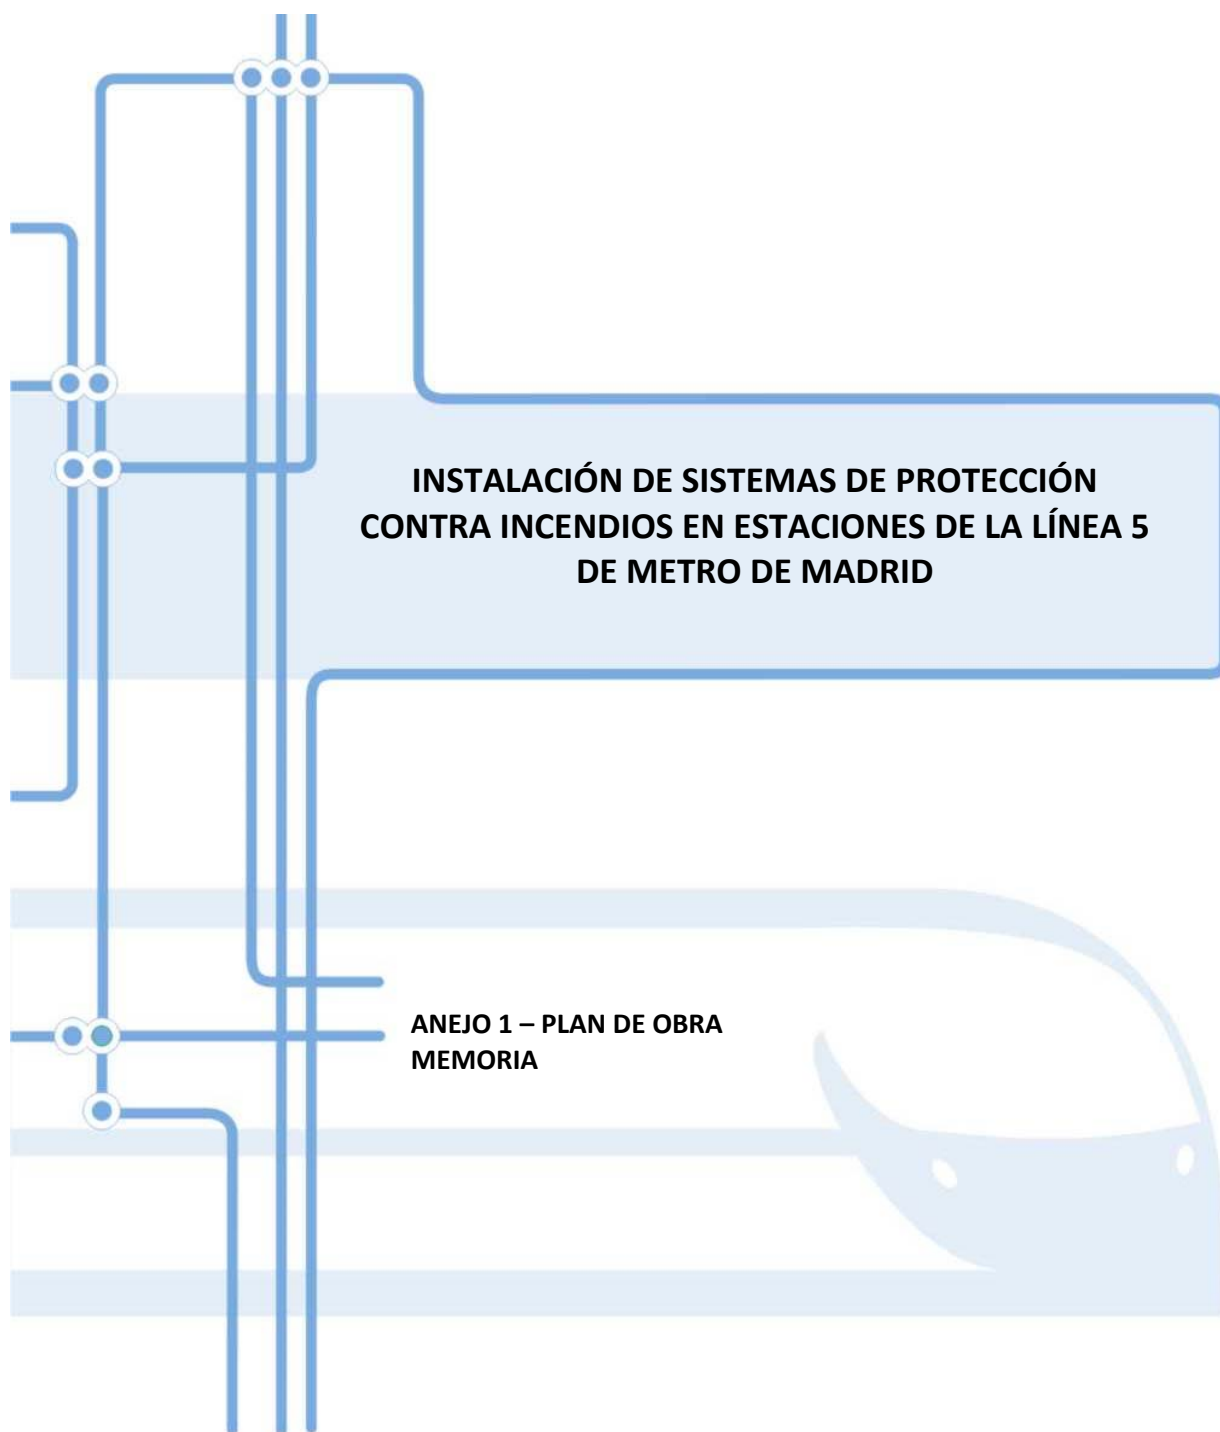 INSTALACIÓN DE SISTEMAS DE PROTECCIÓN
CONTRA INCENDIOS EN ESTACIONES DE LA LÍNEA 5
DE METRO DE MADRID
ANEJO 1 – PLAN DE OBRA
MEMORIA